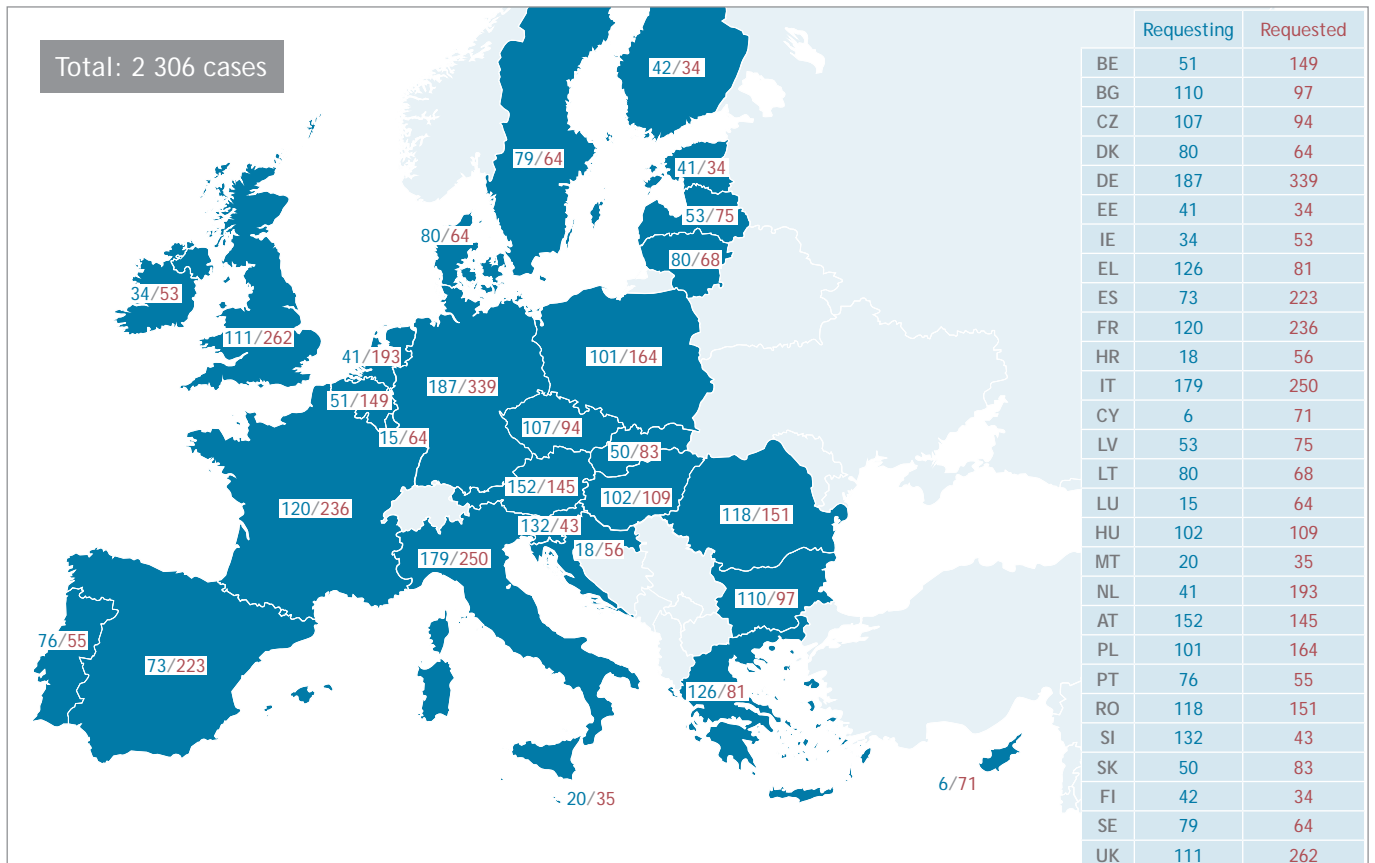 Total: 2 306 cases
42/34
79/64
41/34
53/75
80/64
80/68
34/53
111/262
41/193
101/164
187/339
51/149
107/94
15/64
50/83
152/145
102/109
120/236
118/151
132/43
18/56
179/250
110/97
76/55
73/223
126/81
6/71
20/35
Requesting Requested
BE 51 149
BG 110 97
CZ 107 94
DK 80 64
DE 187 339
EE 41 34
IE 34 53
EL 126 81
ES 73 223
FR 120 236
HR 18 56
IT 179 250
CY 6 71
LV 53 75
LT 80 68
LU 15 64
HU 102 109
MT 20 35
NL 41 193
AT 152 145
PL 101 164
PT 76 55
RO 118 151
SI 132 43
SK 50 83
FI 42 34
SE 79 64
UK 111 262